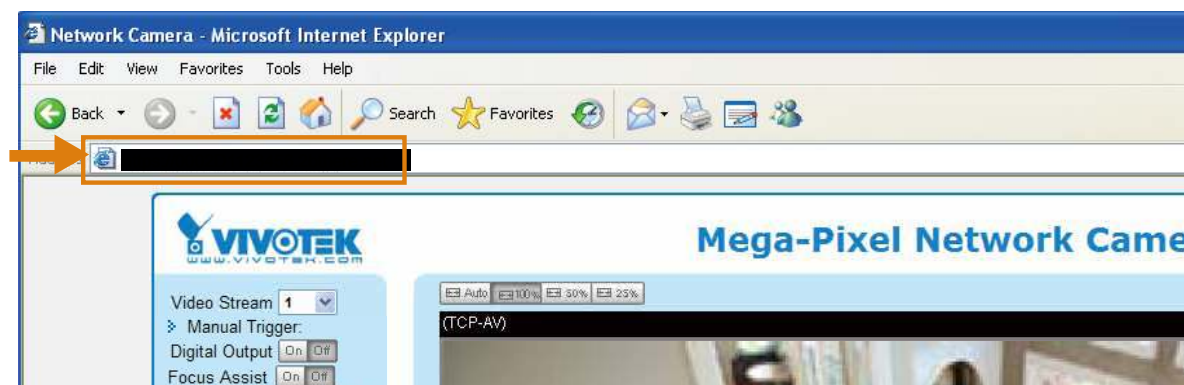 Network Camera - Microsoft Internet Explorer
File Edit View Favorites Tools Help
Back Search Favorites
VIVOTEK
www.vivotek.com
Mega-Pixel Network Came
Auto 100% 50% 25%
Video Stream 1
(TCP-AV)
Manual Trigger:
Digital Output On Off
Focus Assist On Off